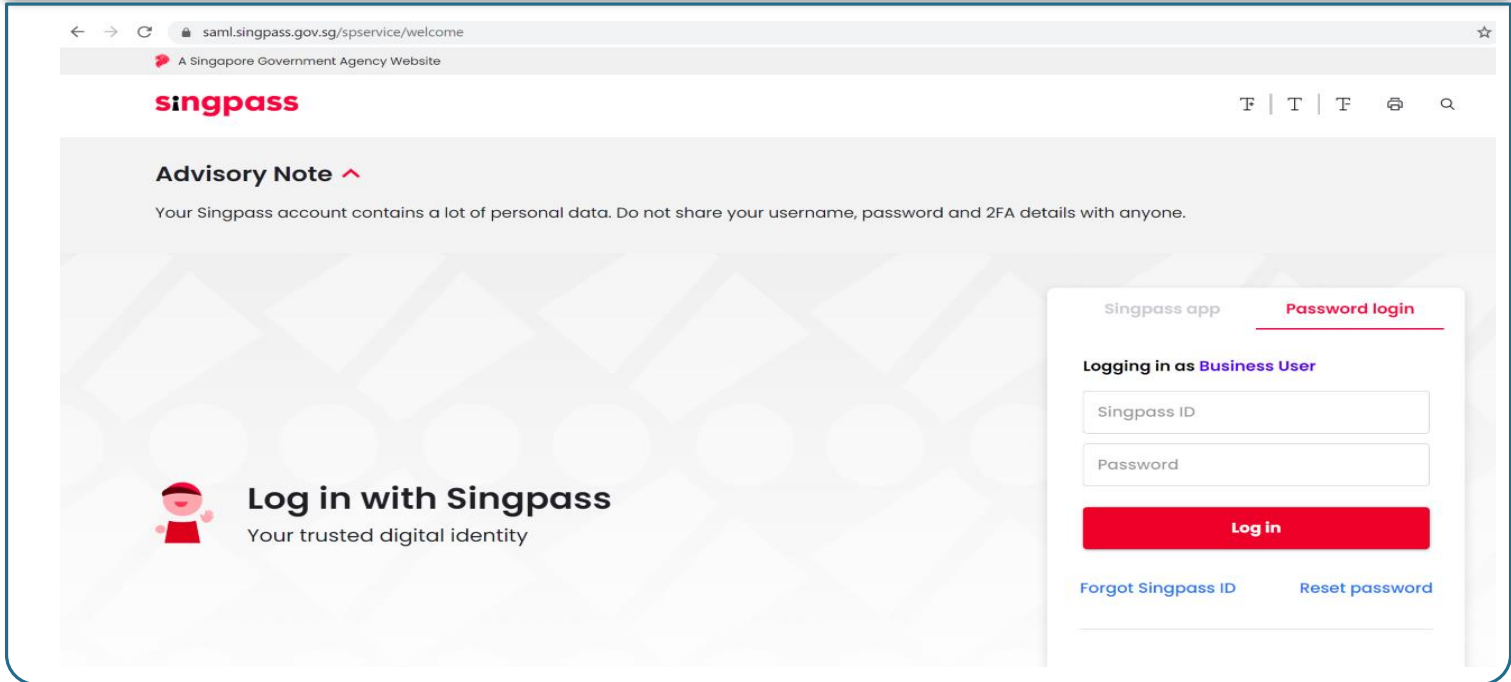 saml.singpass.gov.sg/spservice/welcome
A Singapore Government Agency Website
singpass
T+ | T | T-
Advisory Note
Your Singpass account contains a lot of personal data. Do not share your username, password and 2FA details with anyone.
Singpass app Password login
Logging in as Business User
Singpass ID
Password
Log in with Singpass
Your trusted digital identity
Log in
Forgot Singpass ID Reset password